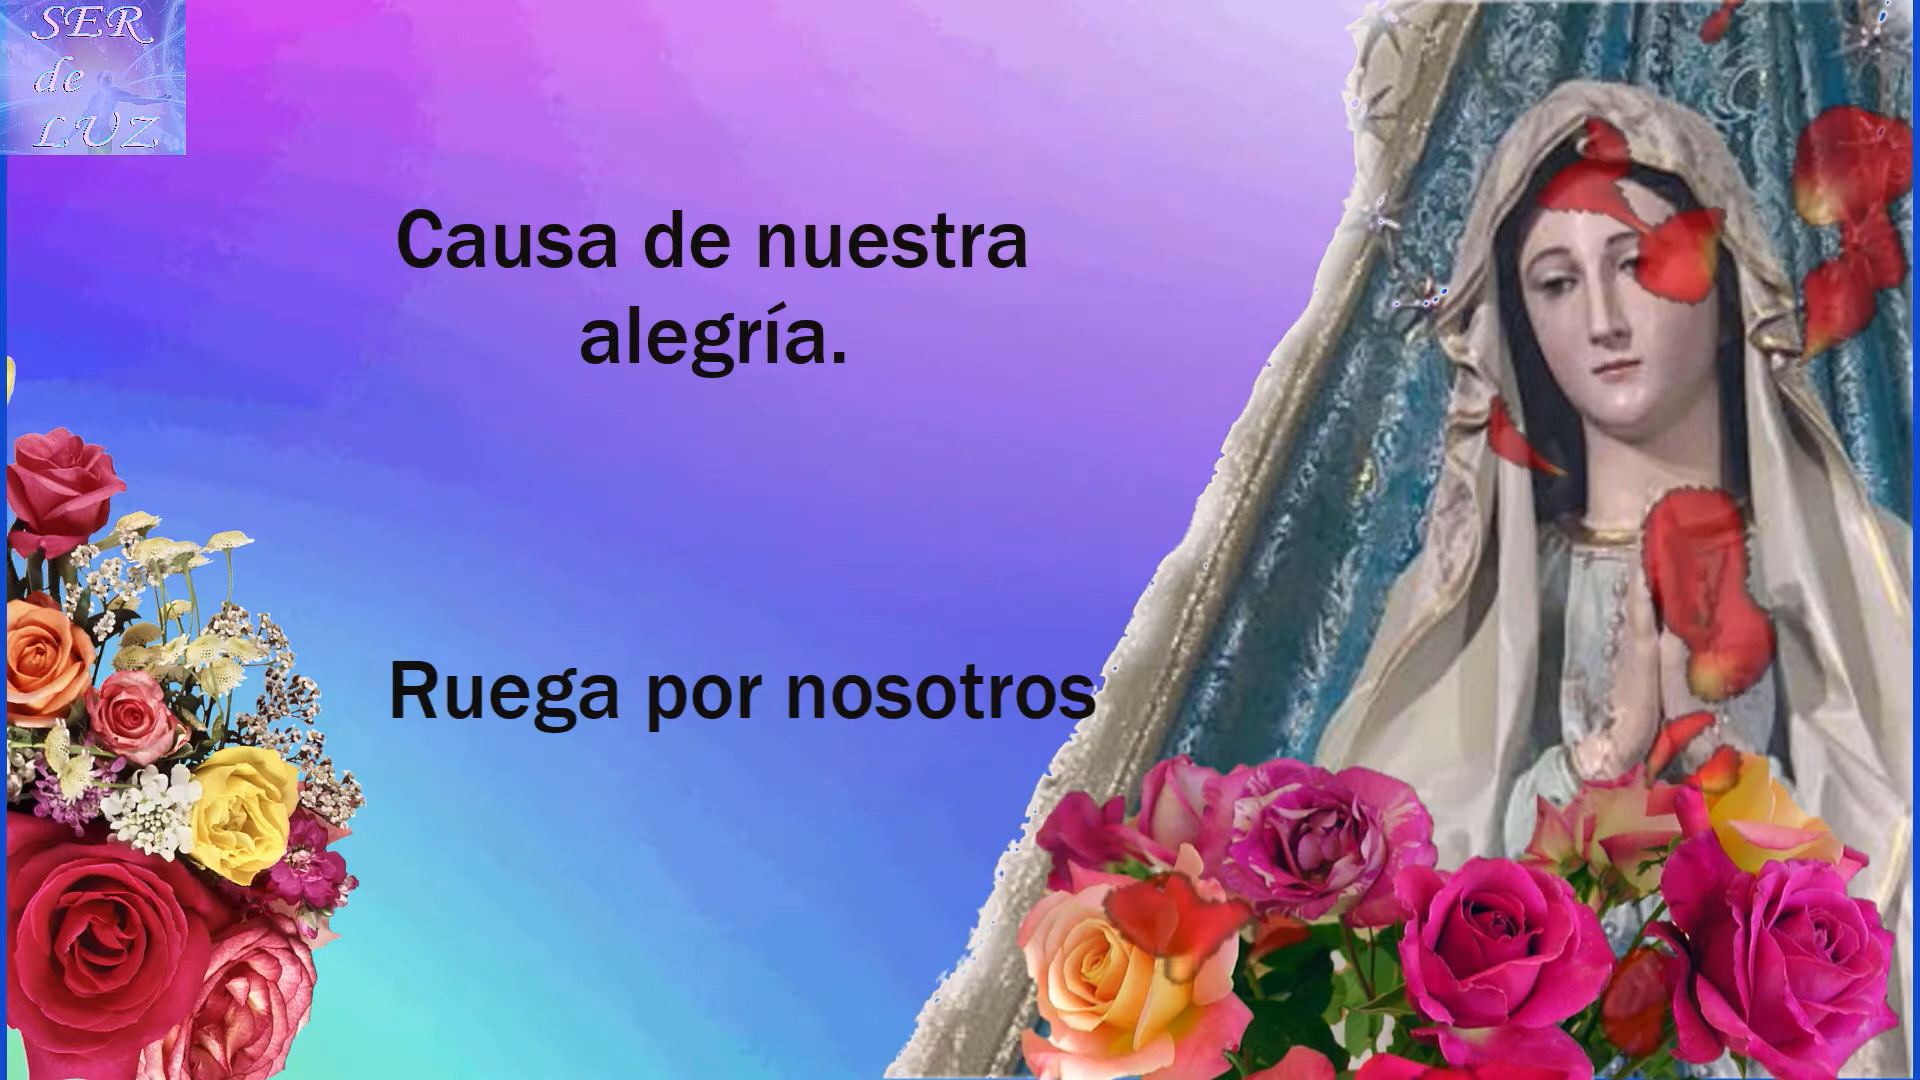 SER
de
LUZ
Causa de nuestra
alegría.
Ruega por nosotros